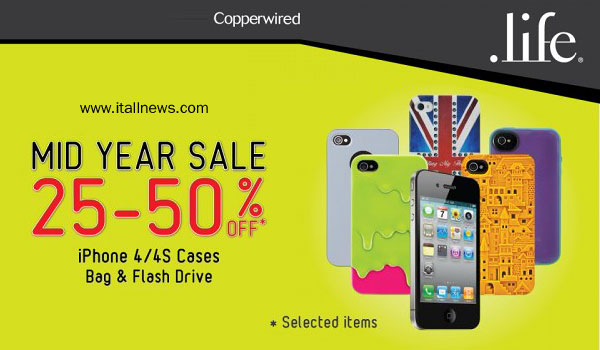 Copperwired
.life®
www.itallnews.com
MID YEAR SALE
25-50% OFF*
iPhone 4/4S Cases
Bag & Flash Drive
* Selected items